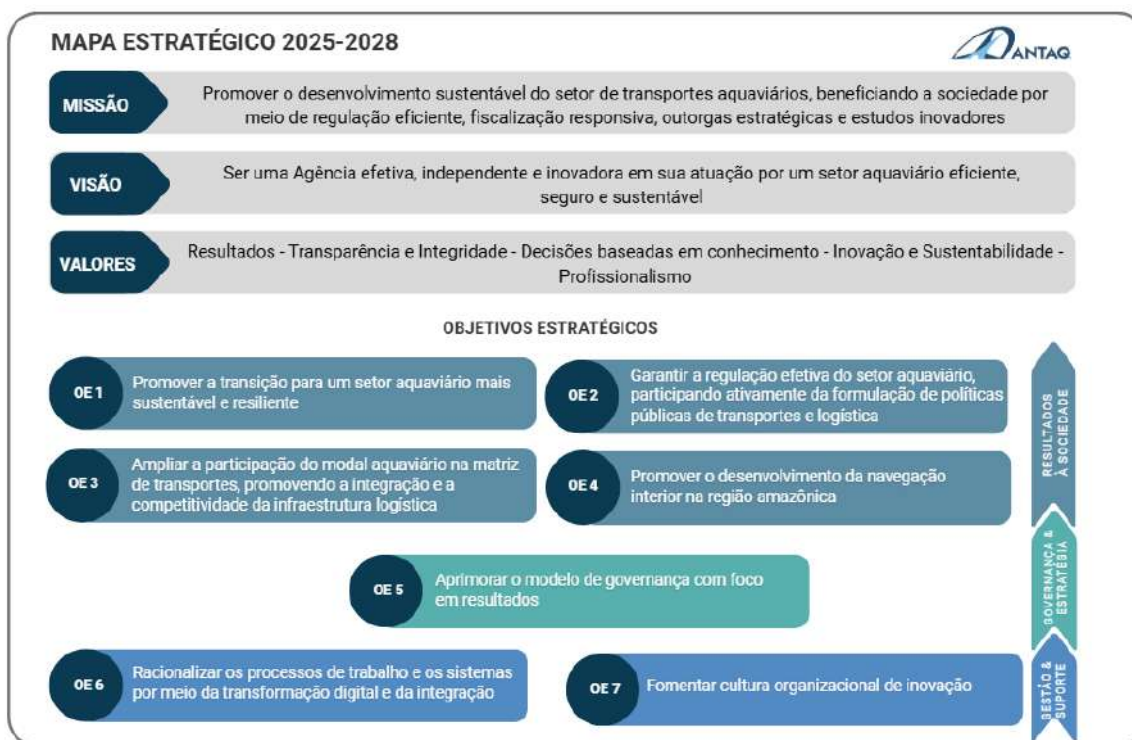 MAPA ESTRATÉGICO 2025-2028
ANTAQ
MISSÃO
Promover o desenvolvimento sustentável do setor de transportes aquaviários, beneficiando a sociedade por
meio de regulação eficiente, fiscalização responsiva, outorgas estratégicas e estudos inovadores
VISÃO
Ser uma Agência efetiva, independente e inovadora em sua atuação por um setor aquaviário eficiente,
seguro e sustentável
VALORES
Resultados - Transparência e Integridade - Decisões baseadas em conhecimento - Inovação e Sustentabilidade -
Profissionalismo
OBJETIVOS ESTRATÉGICOS
OE 1
Promover a transição para um setor aquaviário mais
sustentável e resiliente
OE 2
Garantir a regulação efetiva do setor aquaviário,
participando ativamente da formulação de políticas
públicas de transportes e logística
OE 3
Ampliar a participação do modal aquaviário na matriz
de transportes, promovendo a integração e a
competitividade da infraestrutura logística
OE 4
Promover o desenvolvimento da navegação
interior na região amazônica
RESULTADOS
À SOCIEDADE
OE 5
Aprimorar o modelo de governança com foco
em resultados
GOVERNANÇA &
ESTRATÉGIA
OE 6
Racionalizar os processos de trabalho e os sistemas
por meio da transformação digital e da integração
OE 7
Fomentar cultura organizacional de inovação
GESTÃO &
SUPORTE